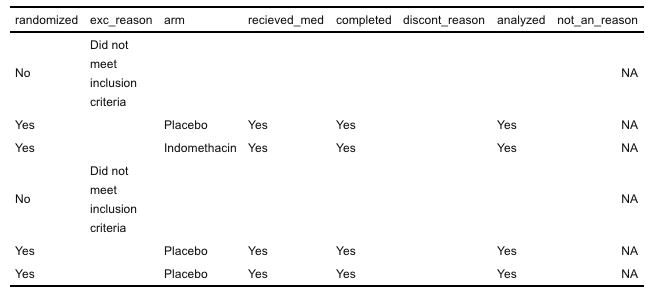 randomized exc_reason arm recieved_med completed discont_reason analyzed not_an_reason
Did not
meet
No NA
inclusion
criteria
Yes Placebo Yes Yes Yes NA
Yes Indomethacin Yes Yes Yes NA
Did not
meet
No NA
inclusion
criteria
Yes Placebo Yes Yes Yes NA
Yes Placebo Yes Yes Yes NA